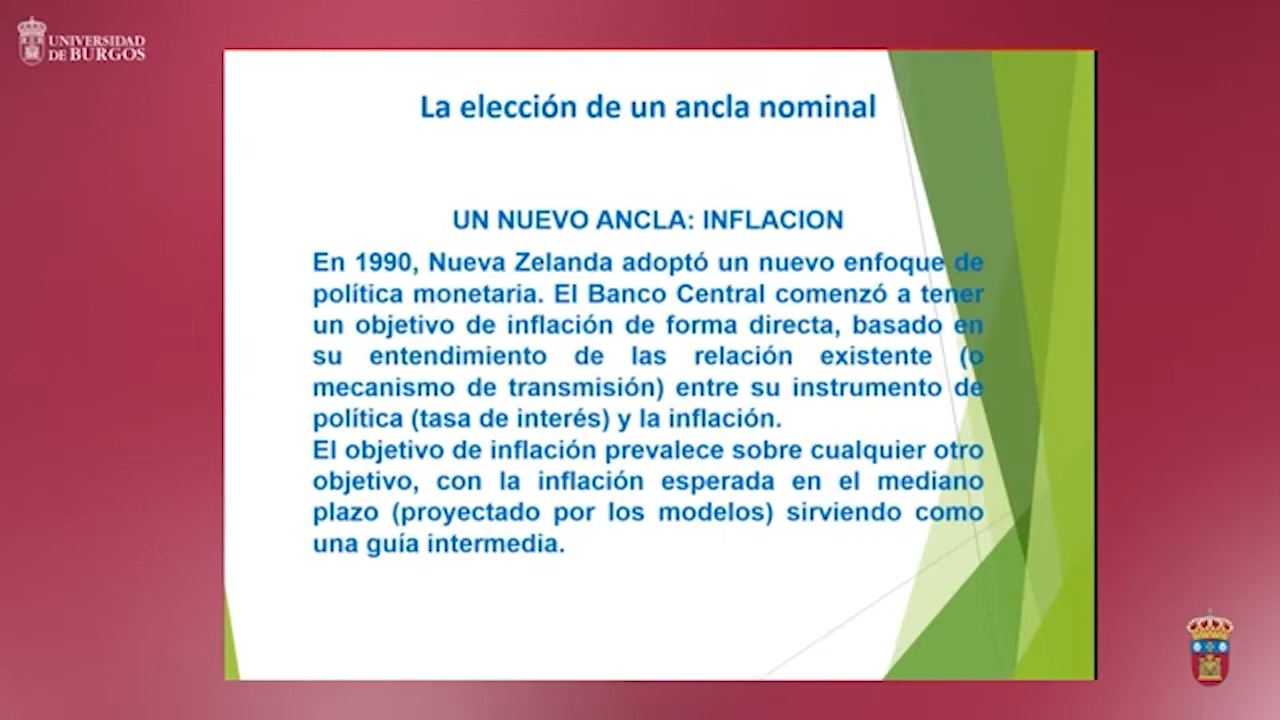 UNIVERSIDAD
DE BURGOS
La elección de un ancla nominal
UN NUEVO ANCLA: INFLACION
En 1990, Nueva Zelanda adoptó un nuevo enfoque de
política monetaria. El Banco Central comenzó a tener
un objetivo de inflación de forma directa, basado en
su entendimiento de las relación existente (o
mecanismo de transmisión) entre su instrumento de
política (tasa de interés) y la inflación.
El objetivo de inflación prevalece sobre cualquier otro
objetivo, con la inflación esperada en el mediano
plazo (proyectado por los modelos) sirviendo como
una guía intermedia.